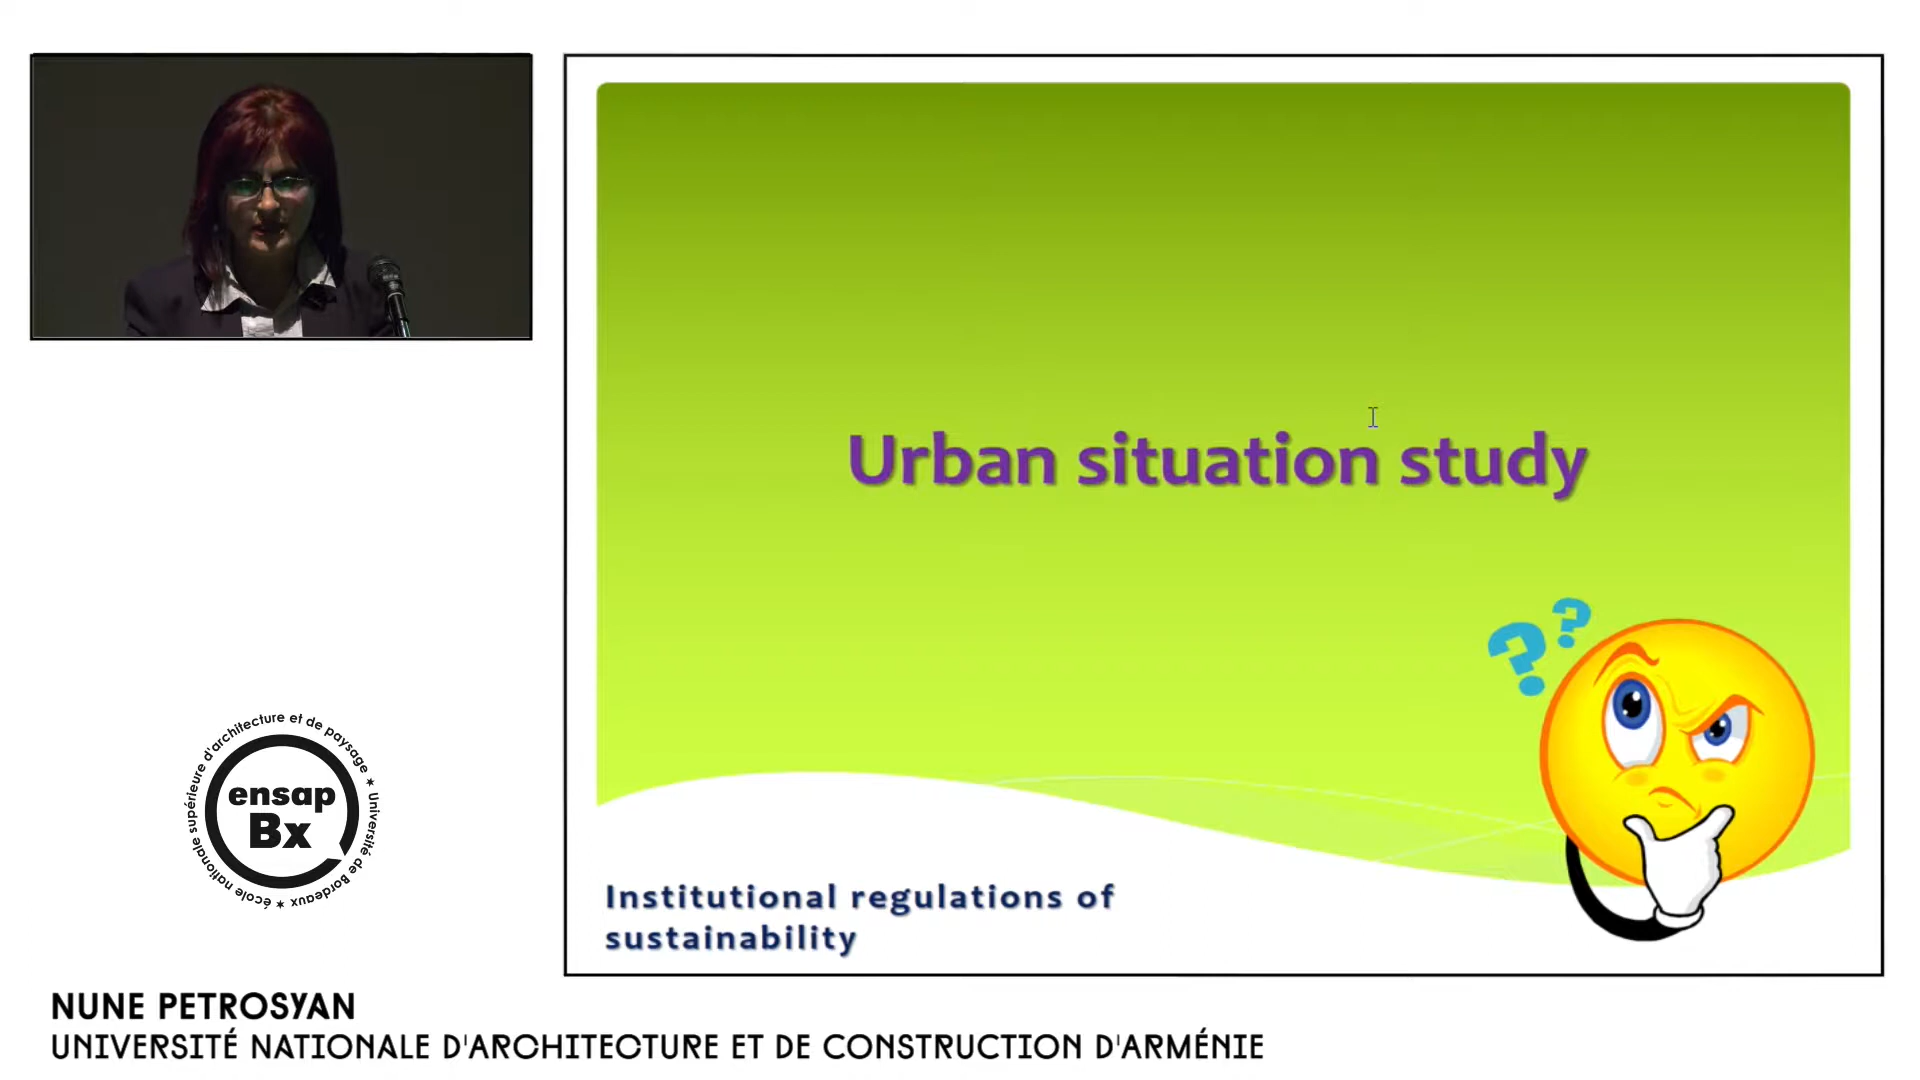 Urban situation study
? ?
Institutional regulations of
sustainability
école nationale supérieure d'architecture et de paysage * Université de Bordeaux *
ensap
Bx
NUNE PETROSYAN
UNIVERSITÉ NATIONALE D'ARCHITECTURE ET DE CONSTRUCTION D'ARMÉNIE